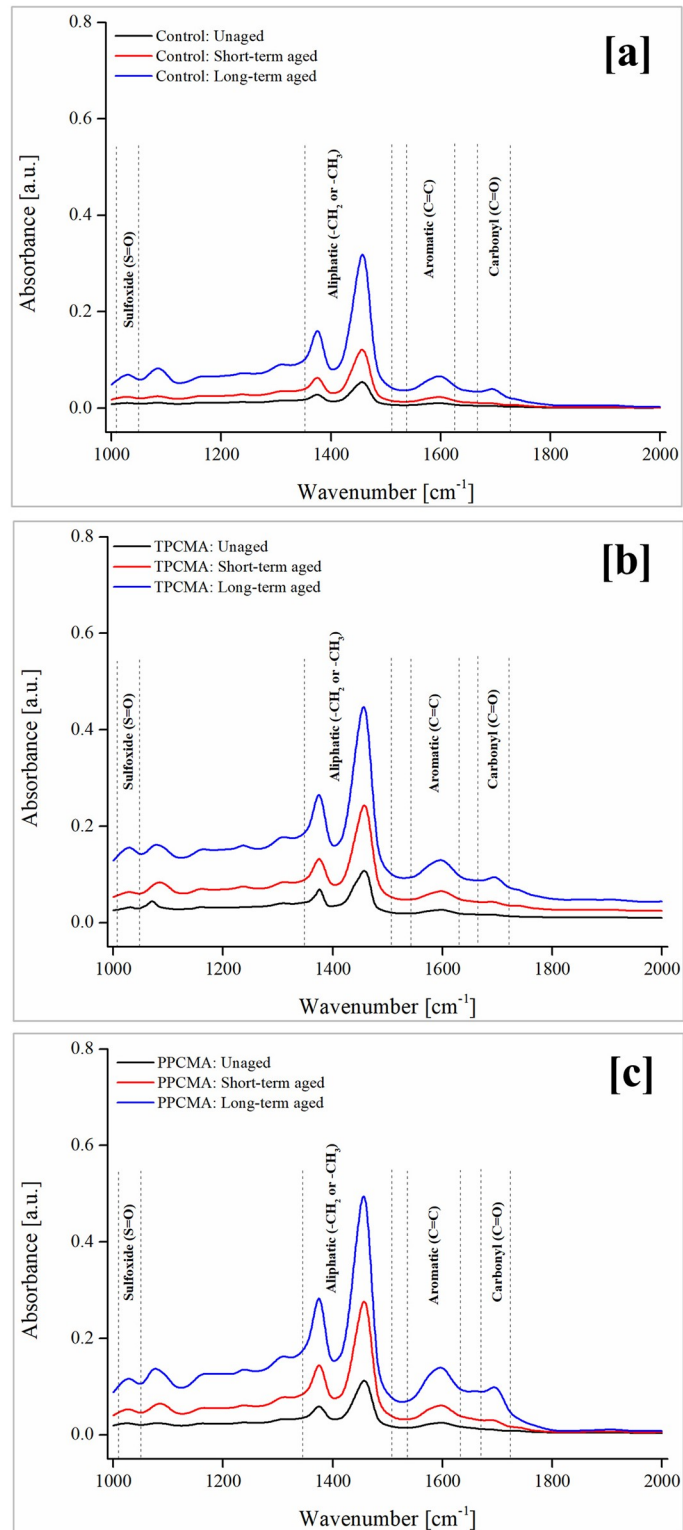 [a]
Control: Unaged
Control: Short-term aged
Control: Long-term aged
Absorbance [a.u.]
0.8
0.6
0.4
0.2
0.0
Sulfoxide (S=O)
Aliphatic (-CH₂ or -CH₃)
Aromatic (C=C)
Carbonyl (C=O)
1000 1200 1400 1600 1800 2000
Wavenumber [cm⁻¹]
[b]
TPCMA: Unaged
TPCMA: Short-term aged
TPCMA: Long-term aged
Absorbance [a.u.]
0.8
0.6
0.4
0.2
0.0
Sulfoxide (S=O)
Aliphatic (-CH₂ or -CH₃)
Aromatic (C=C)
Carbonyl (C=O)
1000 1200 1400 1600 1800 2000
Wavenumber [cm⁻¹]
[c]
PPCMA: Unaged
PPCMA: Short-term aged
PPCMA: Long-term aged
Absorbance [a.u.]
0.8
0.6
0.4
0.2
0.0
Sulfoxide (S=O)
Aliphatic (-CH₂ or -CH₃)
Aromatic (C=C)
Carbonyl (C=O)
1000 1200 1400 1600 1800 2000
Wavenumber [cm⁻¹]